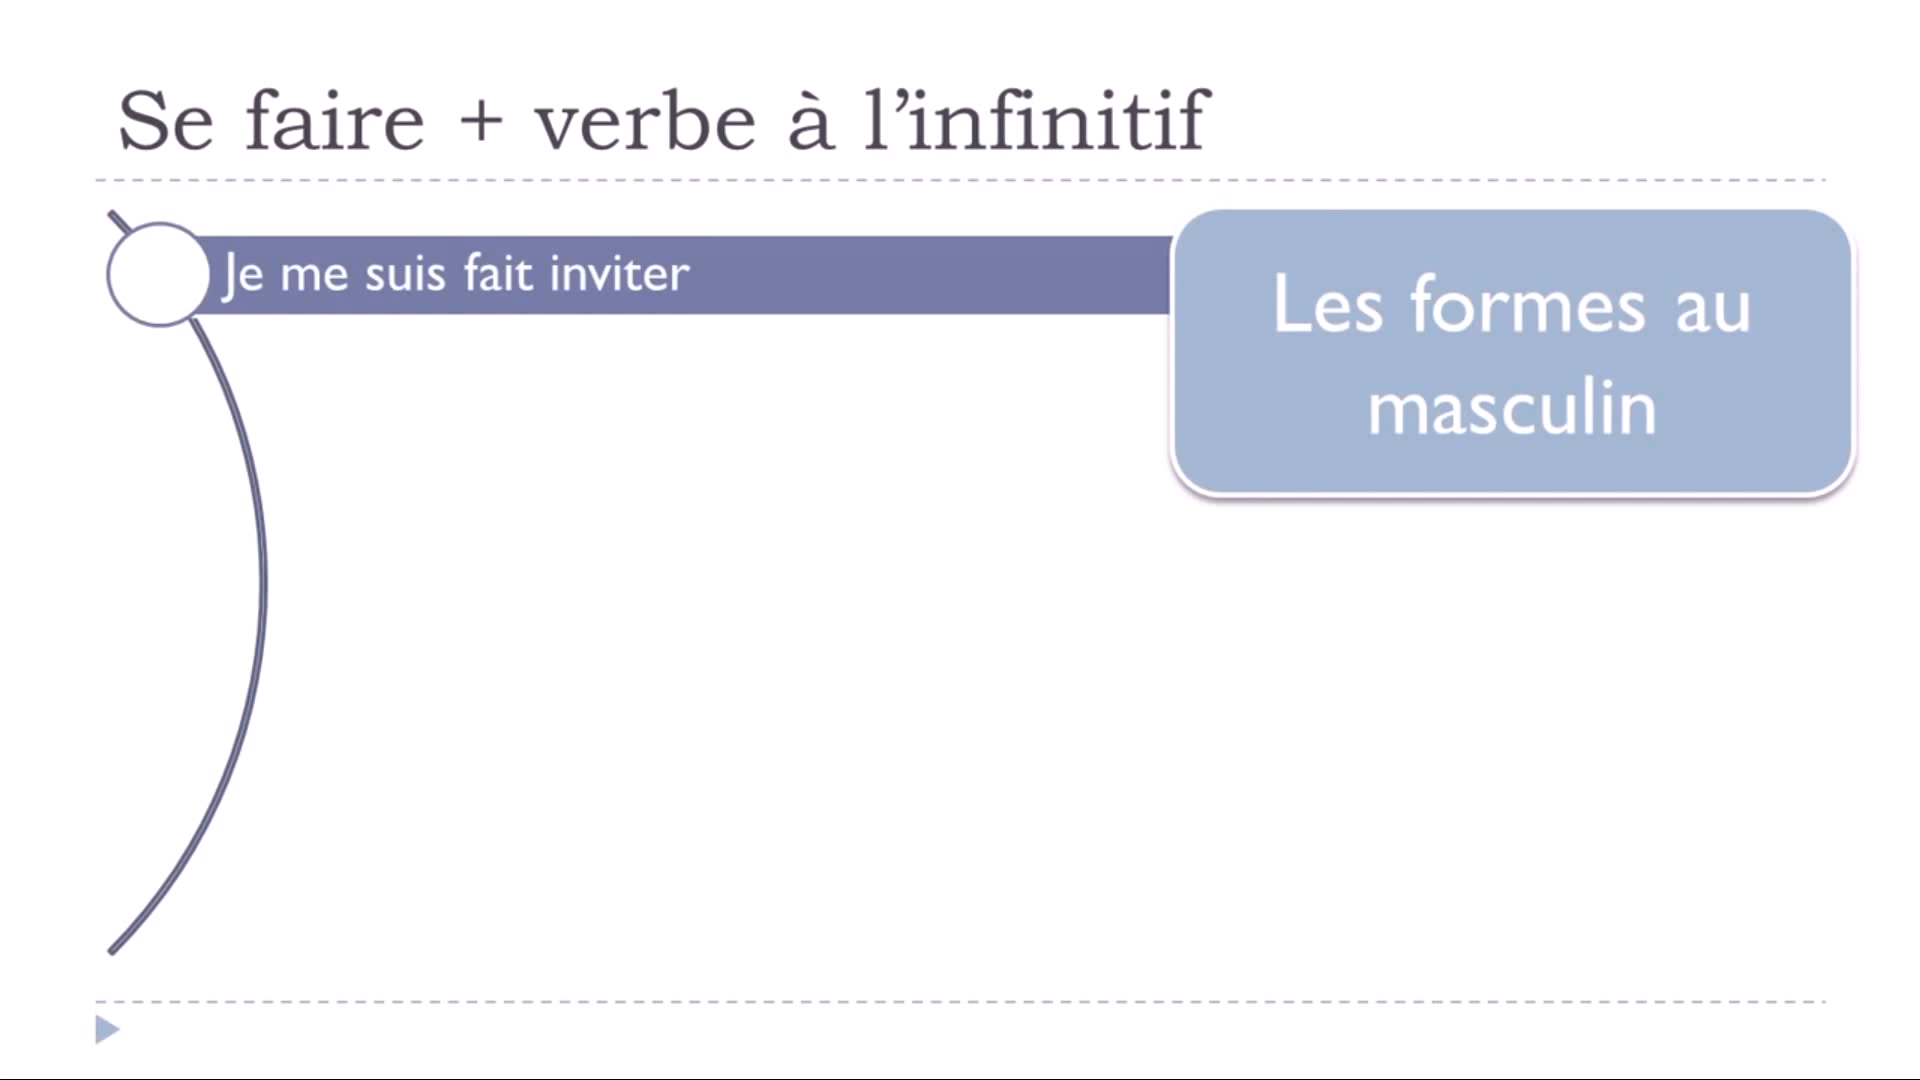 Se faire + verbe à l’infinitif
Je me suis fait inviter
Les formes au
masculin